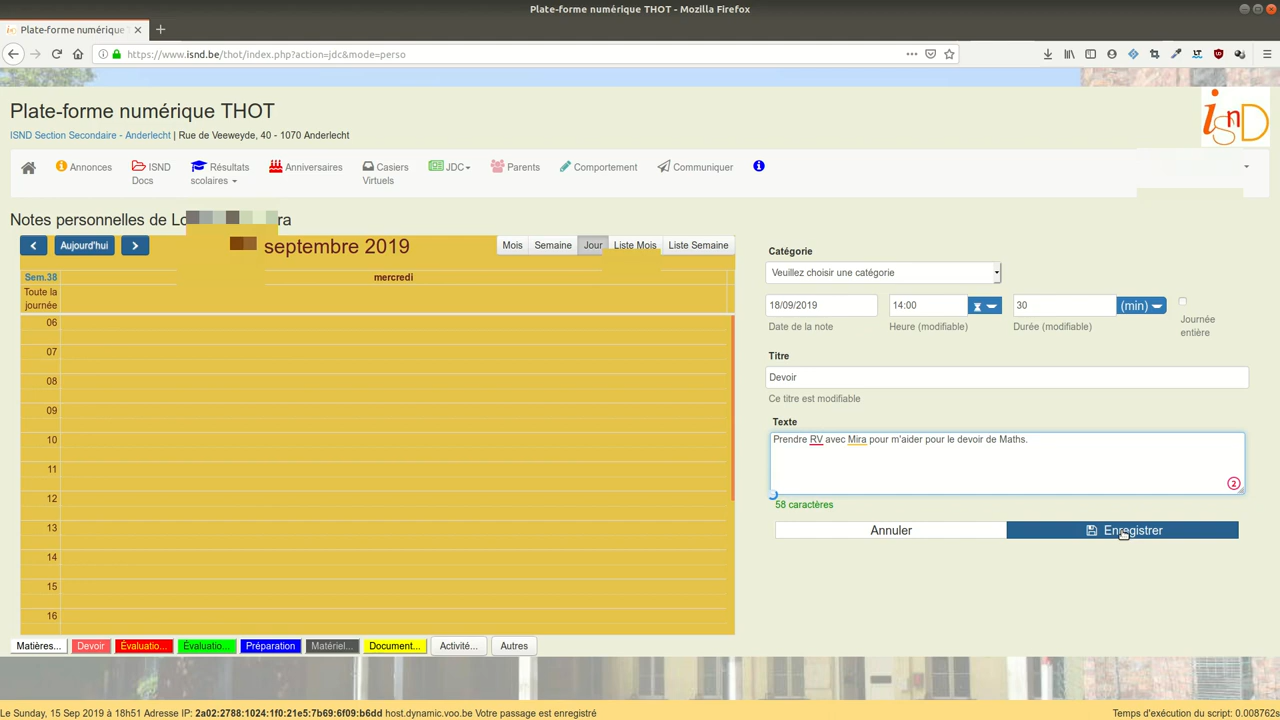 Plate-forme numérique THOT - Mozilla Firefox
Plate-forme numérique T
https://www.isnd.be/thot/index.php?action=jdc&mode=perso
Plate-forme numérique THOT
ISND Section Secondaire - Anderlecht | Rue de Veeweyde, 40 - 1070 Anderlecht
isnD
Annonces
ISND Docs
Résultats scolaires
Anniversaires
Casiers Virtuels
JDC
Parents
Comportement
Communiquer
Notes personnelles de
Aujourd'hui
septembre 2019
Mois
Semaine
Jour
Liste Mois
Liste Semaine
Sem.38
mercredi
Toute la journée
06
07
08
09
10
11
12
13
14
15
16
Matières...
Devoir
Évaluatio...
Évaluatio...
Préparation
Matériel...
Document...
Activité...
Autres
Catégorie
Veuillez choisir une catégorie
18/09/2019
14:00
30
(min)
Date de la note
Heure (modifiable)
Durée (modifiable)
Journée entière
Titre
Devoir
Ce titre est modifiable
Texte
Prendre RV avec Mira pour m'aider pour le devoir de Maths.
2
58 caractères
Annuler
Enregistrer
Le Sunday, 15 Sep 2019 à 18h51 Adresse IP: 2a02:2788:1024:1f0:21e5:7b69:6f09:b6dd host.dynamic.voo.be Votre passage est enregistré
Temps d'exécution du script: 0.008762s